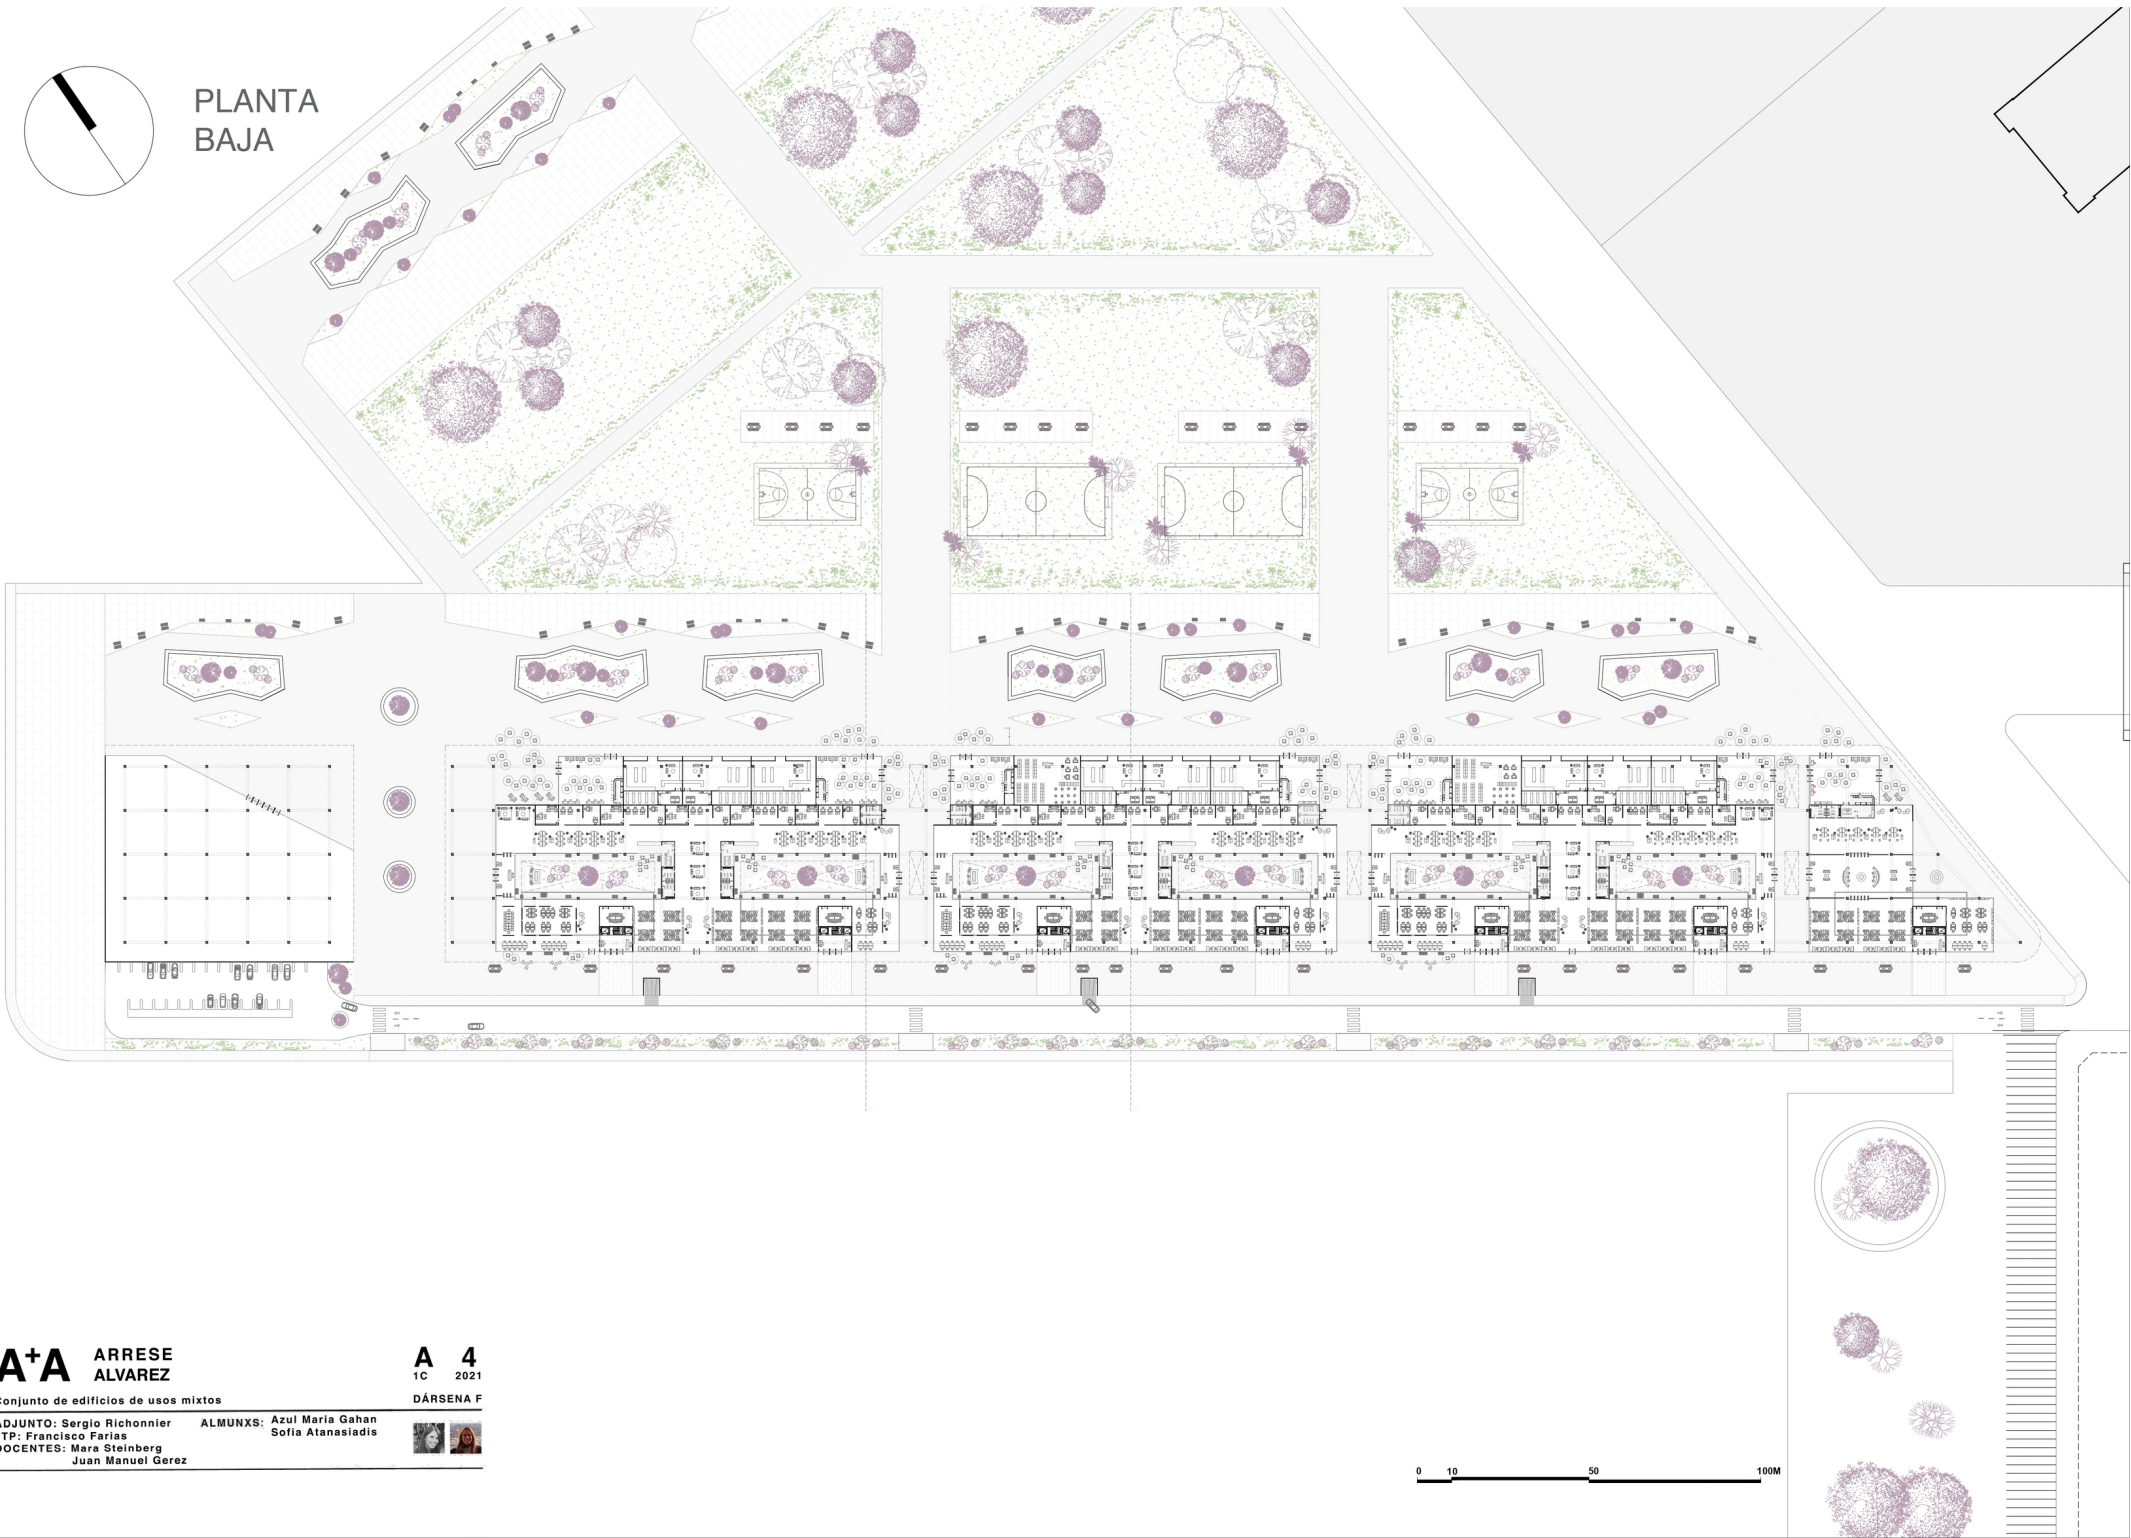 PLANTA
BAJA
A+A
ARRESE
ALVAREZ
A 4
1C 2021
Conjunto de edificios de usos mixtos
DÁRSENA F
ADJUNTO: Sergio Richonnier
JTP: Francisco Farias
DOCENTES: Mara Steinberg
Juan Manuel Gerez
ALMUNXS: Azul Maria Gahan
Sofia Atanasiadis
0 10 50 100M